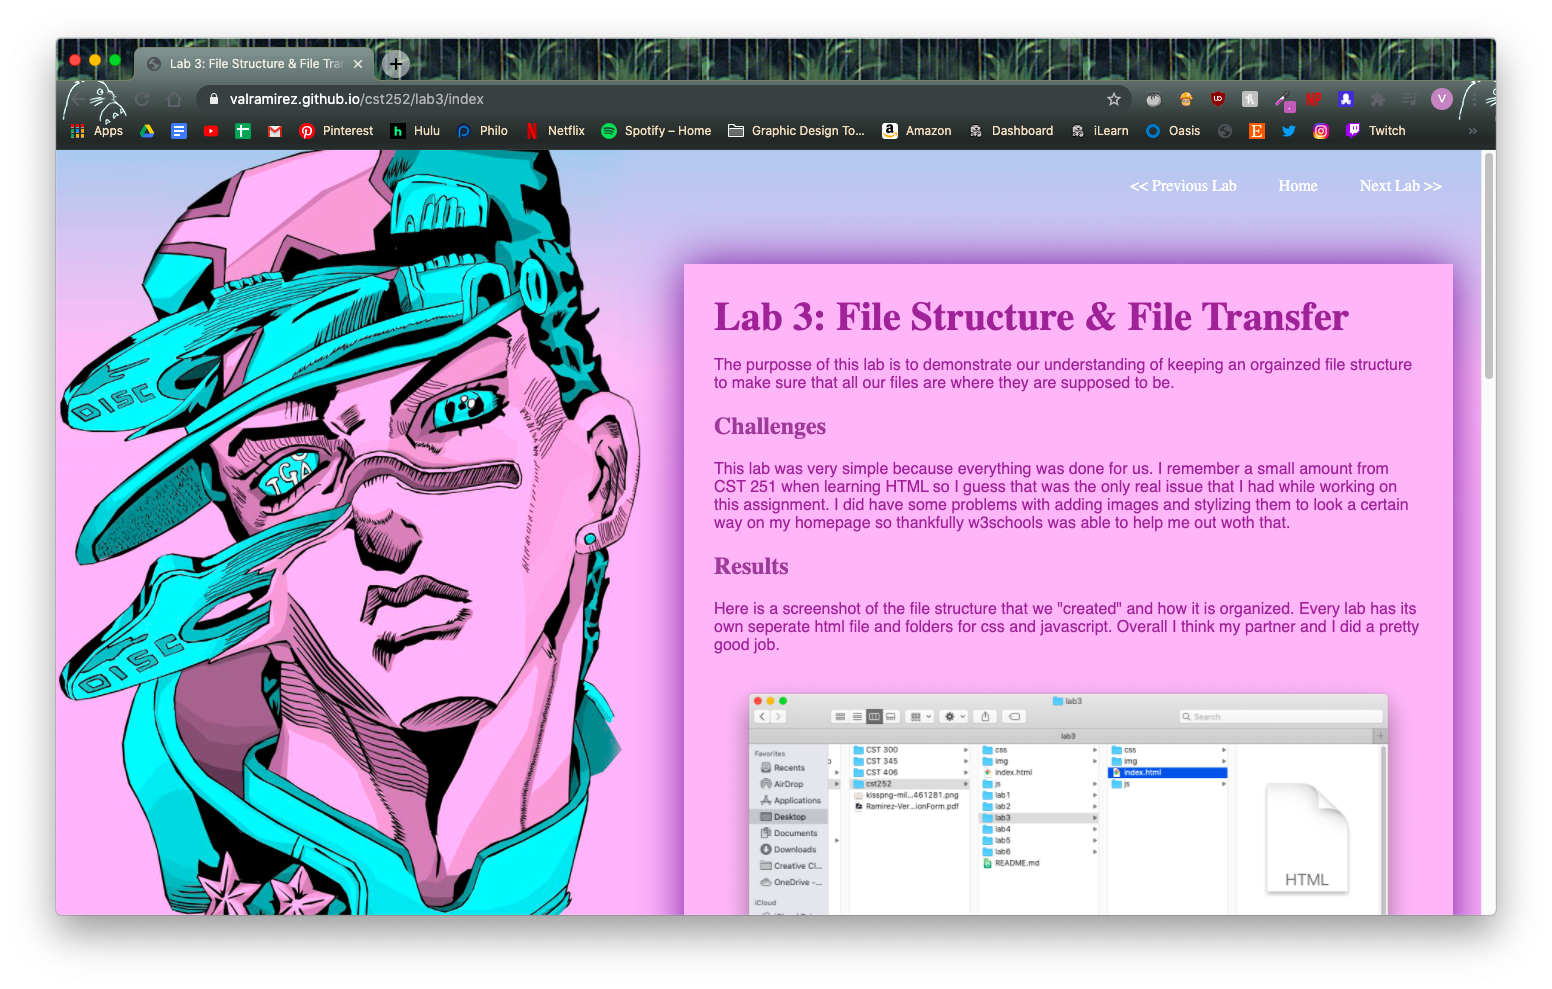 Lab 3: File Structure & File Tran
valramirez.github.io/cst252/lab3/index
Apps Pinterest Hulu Philo Netflix Spotify – Home Graphic Design To... Amazon Dashboard iLearn Oasis Twitch »
<< Previous Lab Home Next Lab >>
DISC
TGO
DISC
Lab 3: File Structure & File Transfer
The purposse of this lab is to demonstrate our understanding of keeping an orgainzed file structure
to make sure that all our files are where they are supposed to be.
Challenges
This lab was very simple because everything was done for us. I remember a small amount from
CST 251 when learning HTML so I guess that was the only real issue that I had while working on
this assignment. I did have some problems with adding images and stylizing them to look a certain
way on my homepage so thankfully w3schools was able to help me out woth that.
Results
Here is a screenshot of the file structure that we "created" and how it is organized. Every lab has its
own seperate html file and folders for css and javascript. Overall I think my partner and I did a pretty
good job.
lab3
Search
lab3
Favorites
Recents
AirDrop
Applications
Desktop
Documents
Downloads
Creative Cl...
OneDrive -...
iCloud
CST 300
CST 345
CST 406
cst252
kisspng-mil...461281.png
Ramirez-Ver...ionForm.pdf
css
img
index.html
js
lab1
lab2
lab3
lab4
lab5
lab6
README.md
css
img
index.html
js
HTML